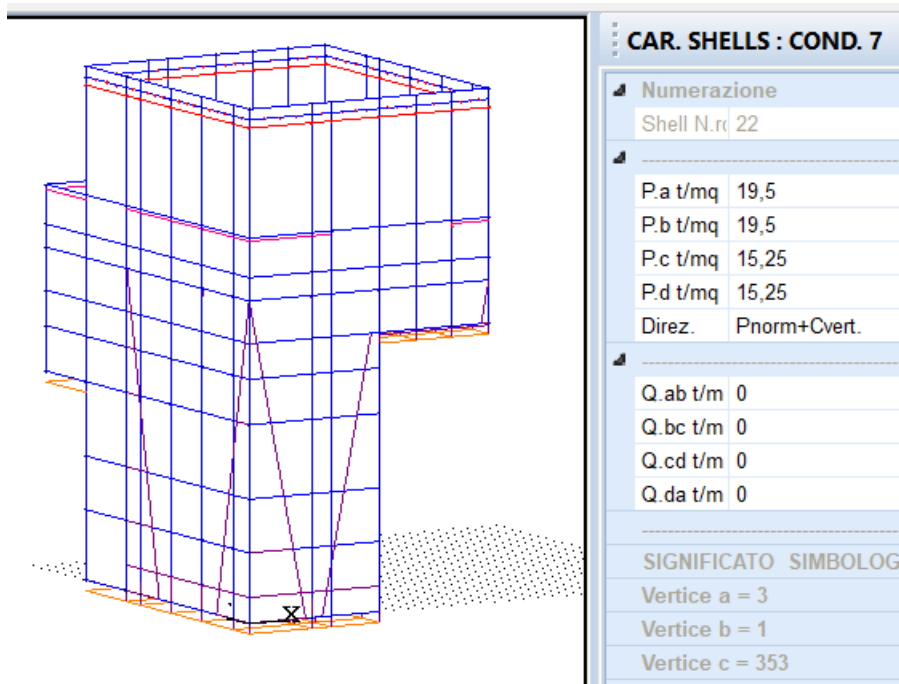 CAR. SHELLS : COND. 7
Numerazione
Shell N.ro 22
P.a t/mq 19,5
P.b t/mq 19,5
P.c t/mq 15,25
P.d t/mq 15,25
Direz. Pnorm+Cvert.
Q.ab t/m 0
Q.bc t/m 0
Q.cd t/m 0
Q.da t/m 0
SIGNIFICATO SIMBOLOG
Vertice a = 3
Vertice b = 1
Vertice c = 353
X